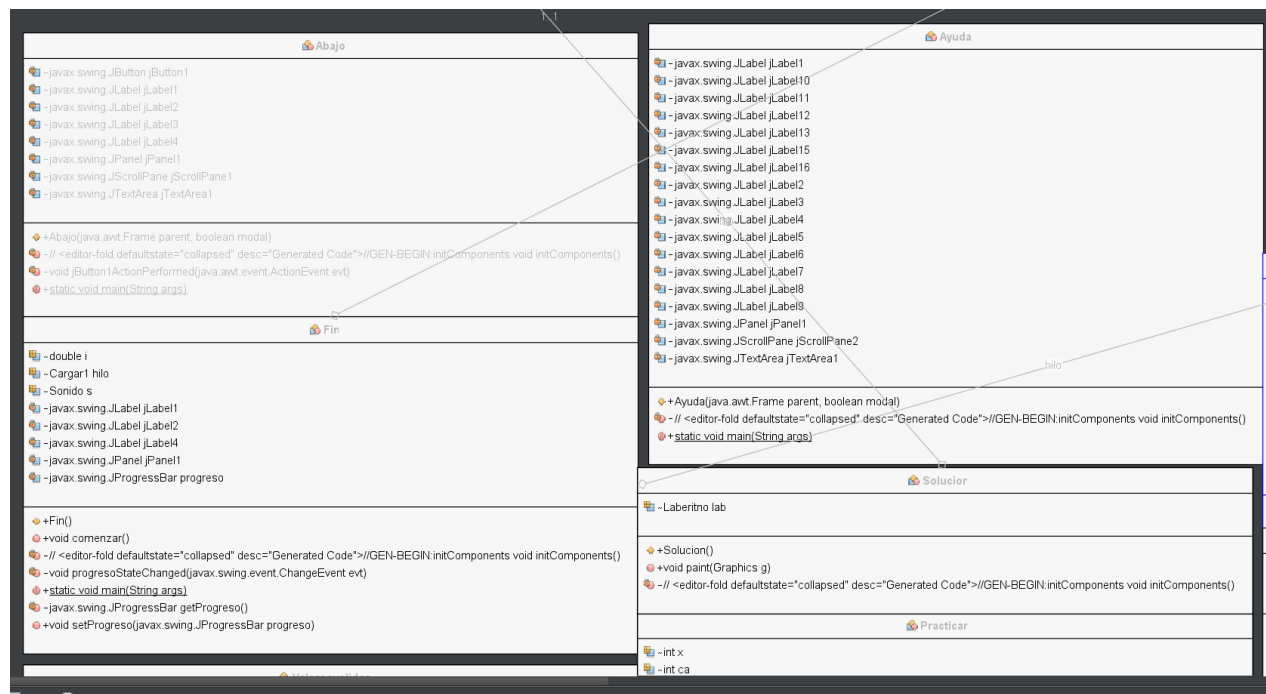 1..1
Abajo
-javax.swing.JButton jButton1
-javax.swing.JLabel jLabel1
-javax.swing.JLabel jLabel2
-javax.swing.JLabel jLabel3
-javax.swing.JLabel jLabel4
-javax.swing.JPanel jPanel1
-javax.swing.JScrollPane jScrollPane1
-javax.swing.JTextArea jTextArea1
+Abajo(java.awt.Frame parent, boolean modal)
-// <editor-fold defaultstate="collapsed" desc="Generated Code">//GEN-BEGIN:initComponents void initComponents()
-void jButton1ActionPerformed(java.awt.event.ActionEvent evt)
+static void main(String args)
Fin
~double i
~Cargar1 hilo
~Sonido s
-javax.swing.JLabel jLabel1
-javax.swing.JLabel jLabel2
-javax.swing.JLabel jLabel4
-javax.swing.JPanel jPanel1
-javax.swing.JProgressBar progreso
+Fin()
+void comenzar()
-// <editor-fold defaultstate="collapsed" desc="Generated Code">//GEN-BEGIN:initComponents void initComponents()
-void progresoStateChanged(javax.swing.event.ChangeEvent evt)
+static void main(String args)
-javax.swing.JProgressBar getProgreso()
+void setProgreso(javax.swing.JProgressBar progreso)
Ayuda
-javax.swing.JLabel jLabel1
-javax.swing.JLabel jLabel10
-javax.swing.JLabel jLabel11
-javax.swing.JLabel jLabel12
-javax.swing.JLabel jLabel13
-javax.swing.JLabel jLabel15
-javax.swing.JLabel jLabel16
-javax.swing.JLabel jLabel2
-javax.swing.JLabel jLabel3
-javax.swing.JLabel jLabel4
-javax.swing.JLabel jLabel5
-javax.swing.JLabel jLabel6
-javax.swing.JLabel jLabel7
-javax.swing.JLabel jLabel8
-javax.swing.JLabel jLabel9
-javax.swing.JPanel jPanel1
-javax.swing.JScrollPane jScrollPane2
-javax.swing.JTextArea jTextArea1
hilo
+Ayuda(java.awt.Frame parent, boolean modal)
-// <editor-fold defaultstate="collapsed" desc="Generated Code">//GEN-BEGIN:initComponents void initComponents()
+static void main(String args)
Solucior
~Laberitno lab
+Solucion()
+void paint(Graphics g)
-// <editor-fold defaultstate="collapsed" desc="Generated Code">//GEN-BEGIN:initComponents void initComponents()
Practicar
~int x
~int ca